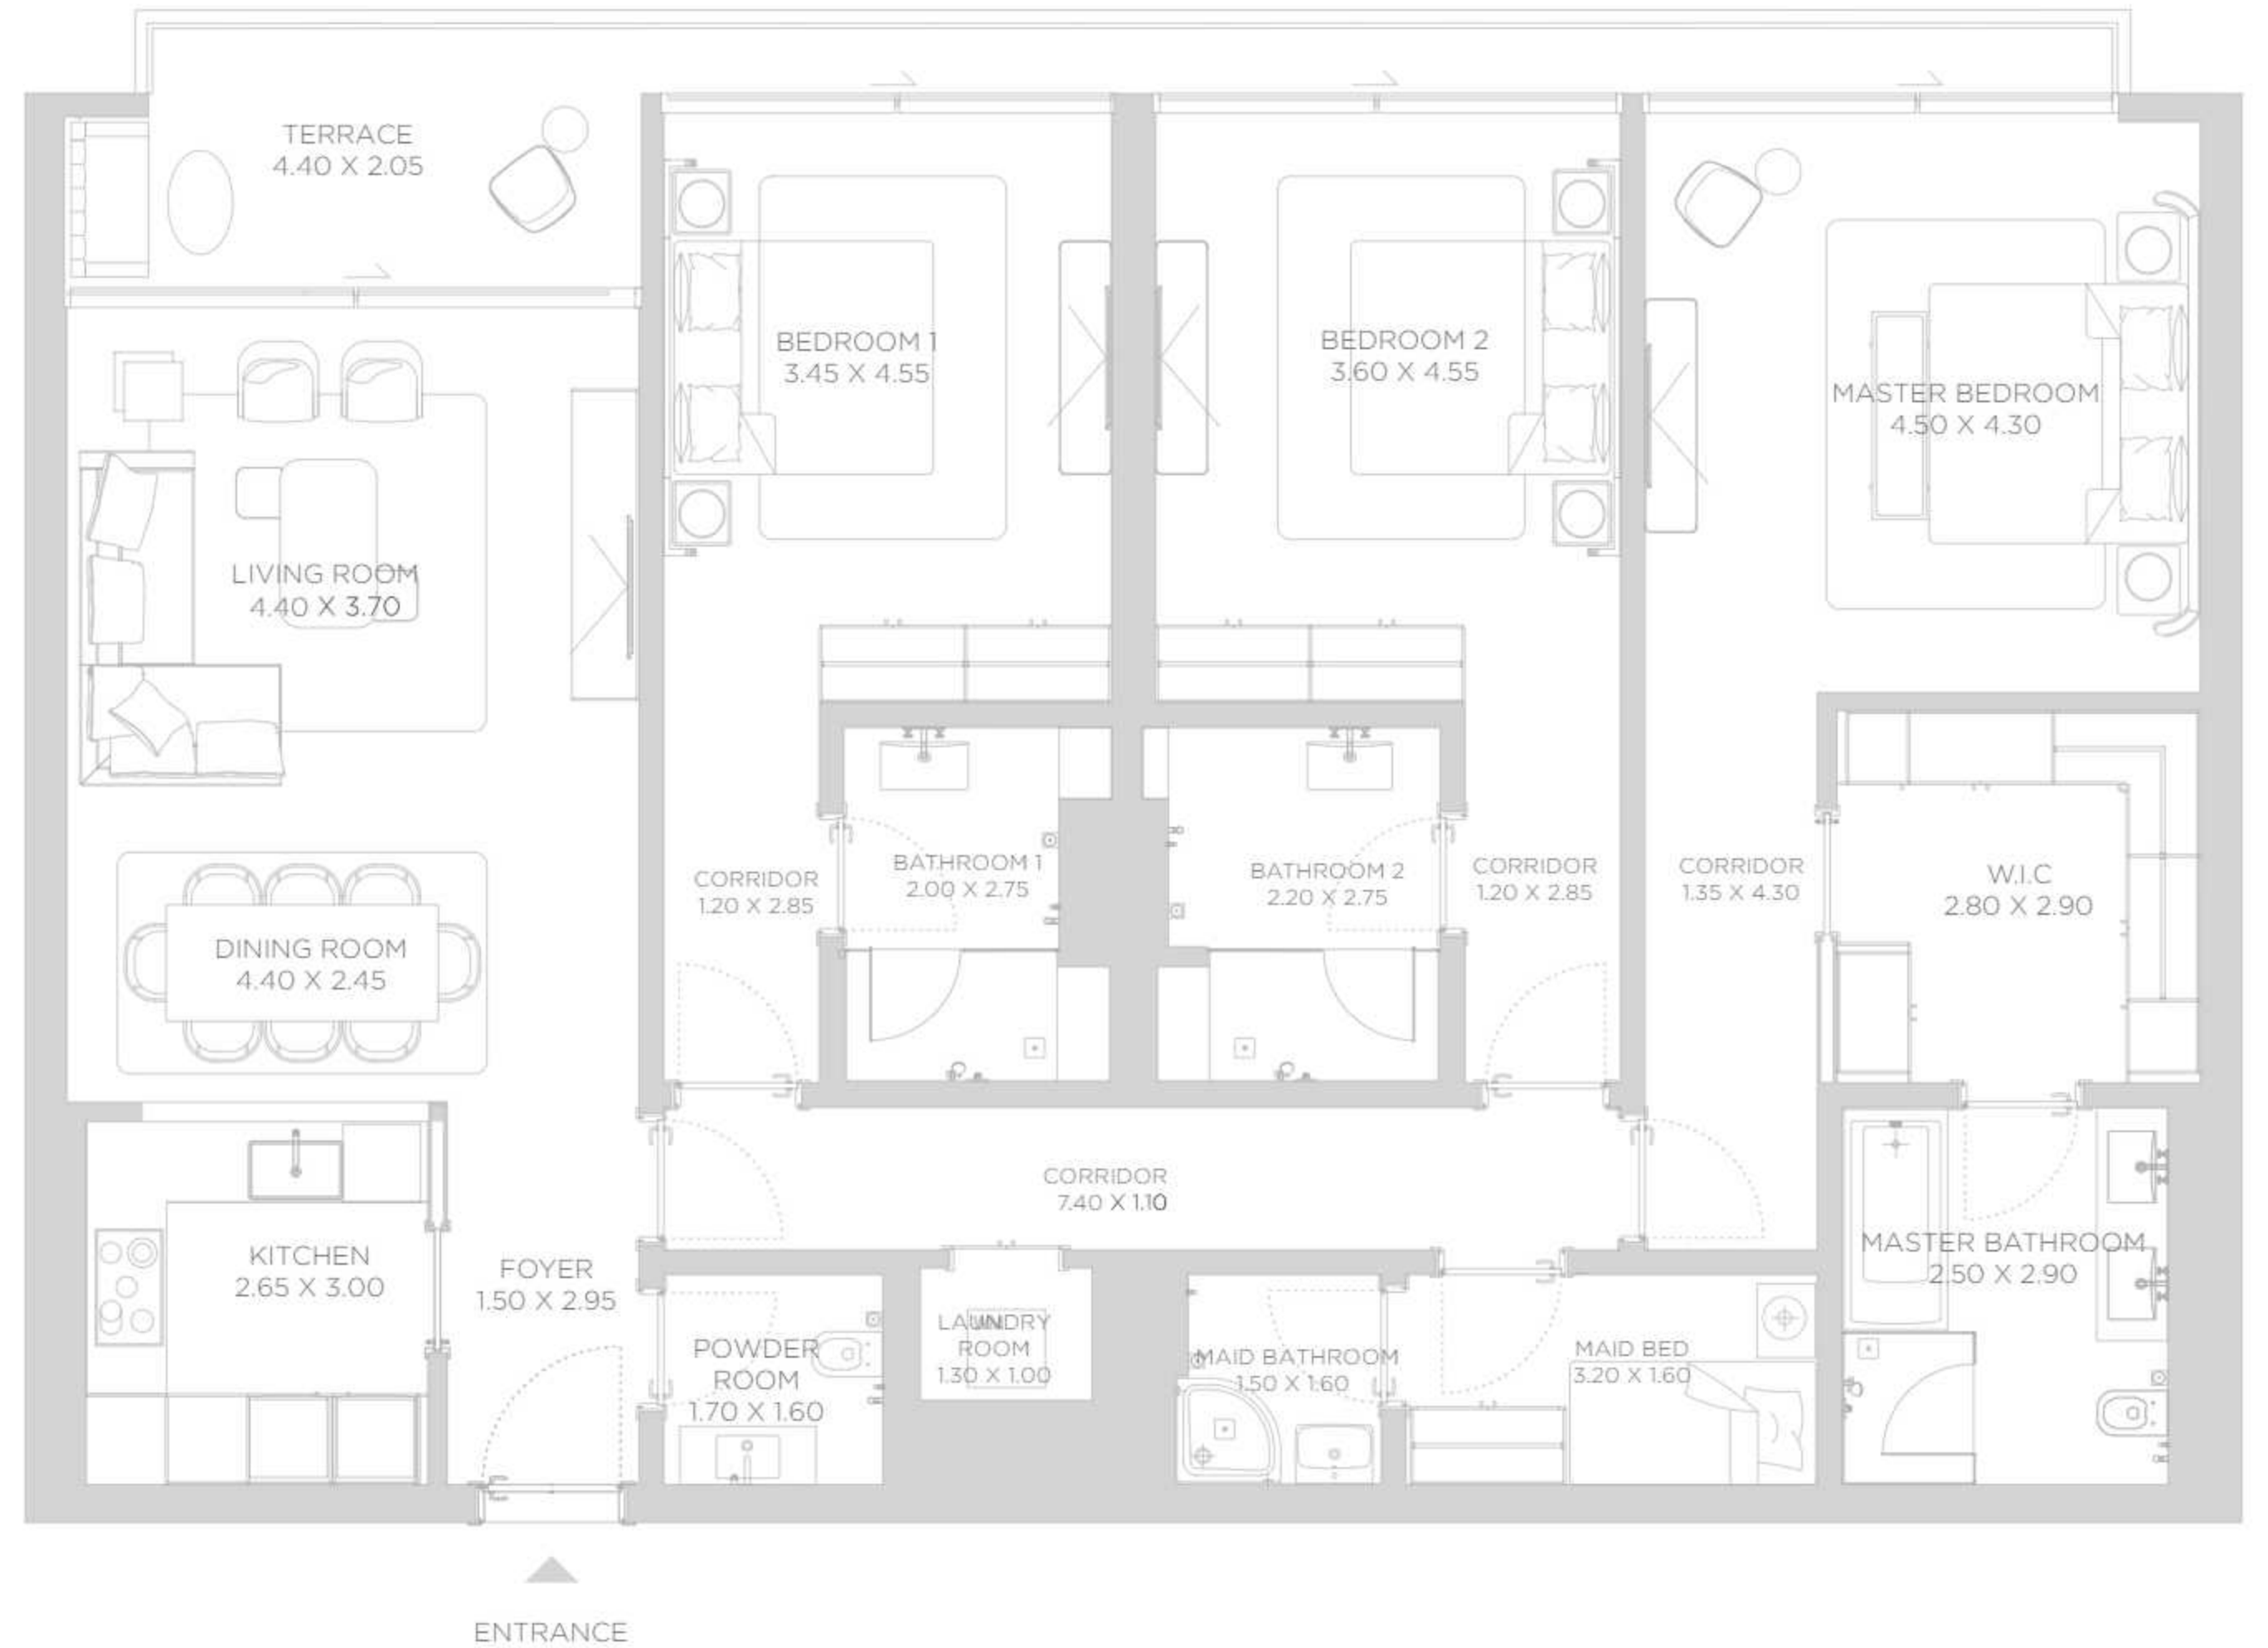 TERRACE
4.40 X 2.05
BEDROOM 1
3.45 X 4.55
BEDROOM 2
3.60 X 4.55
MASTER BEDROOM
4.50 X 4.30
LIVING ROOM
4.40 X 3.70
DINING ROOM
4.40 X 2.45
CORRIDOR
1.20 X 2.85
BATHROOM 1
2.00 X 2.75
BATHROOM 2
2.20 X 2.75
CORRIDOR
1.20 X 2.85
CORRIDOR
1.35 X 4.30
W.I.C
2.80 X 2.90
CORRIDOR
7.40 X 1.10
KITCHEN
2.65 X 3.00
FOYER
1.50 X 2.95
POWDER
ROOM
1.70 X 1.60
LAUNDRY
ROOM
1.30 X 1.00
MAID BATHROOM
1.50 X 1.60
MAID BED
3.20 X 1.60
MASTER BATHROOM
2.50 X 2.90
ENTRANCE